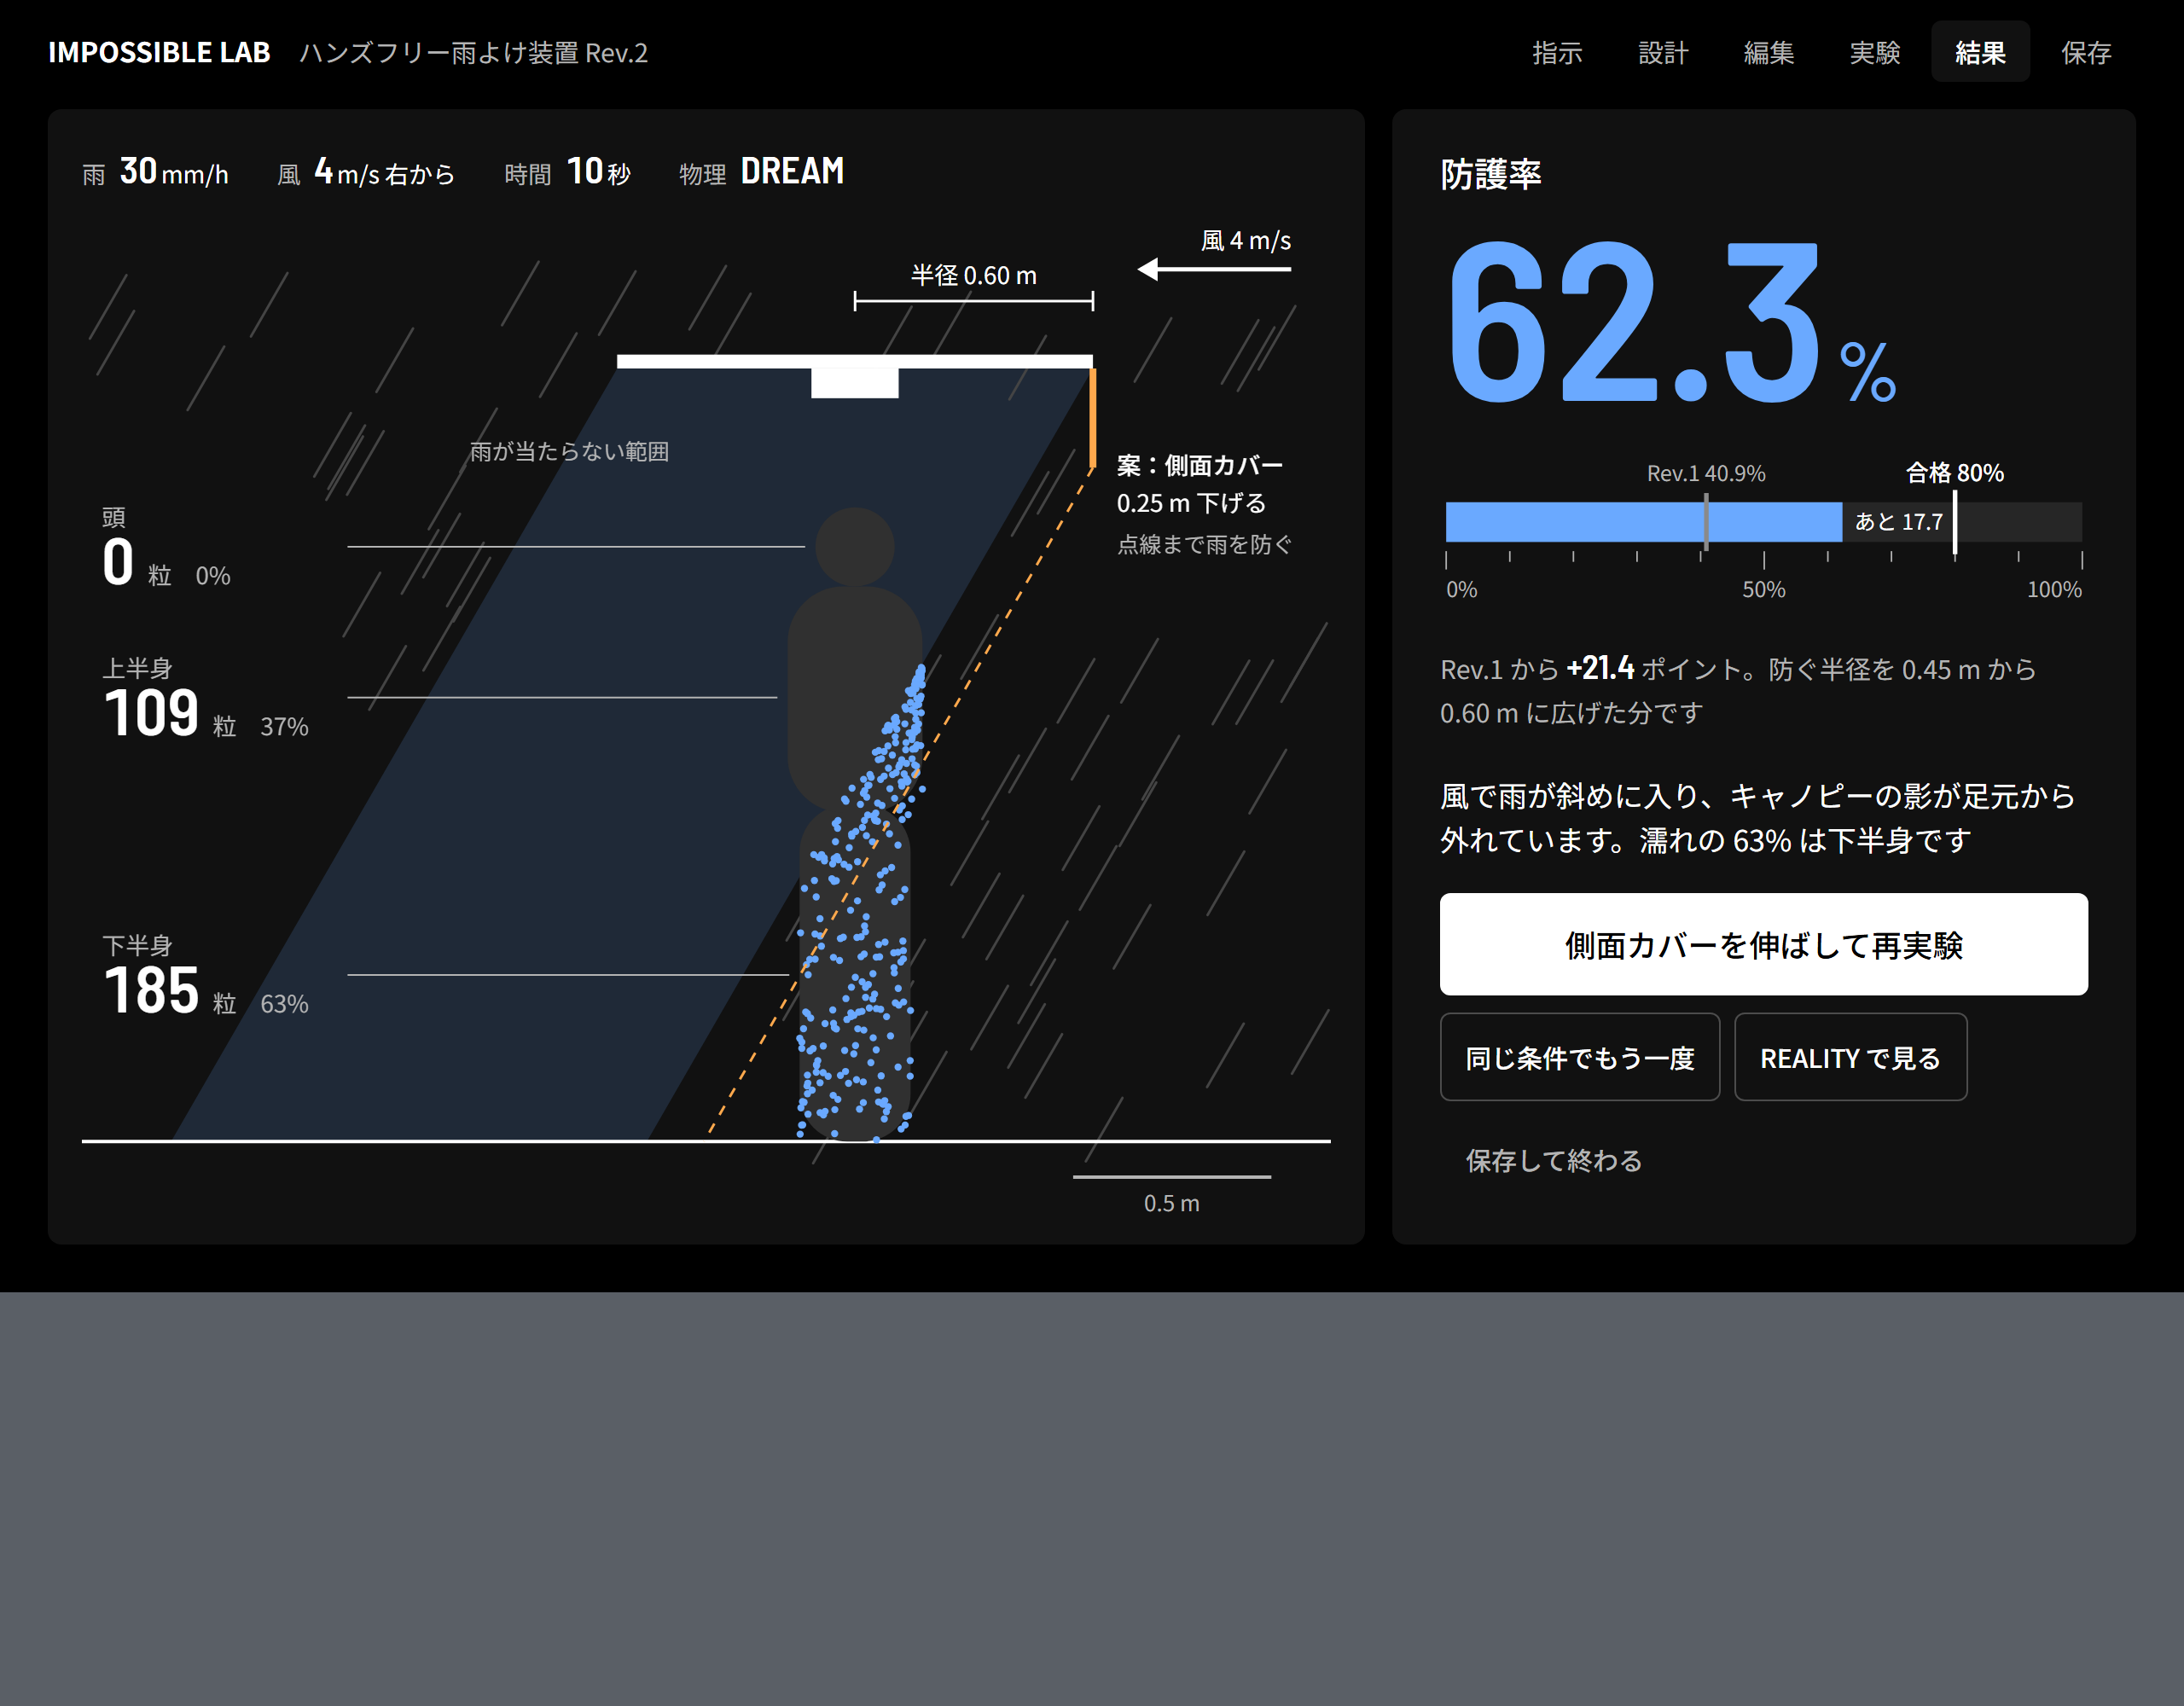 IMPOSSIBLE LAB ハンズフリー雨よけ装置 Rev.2
指示 設計 編集 実験 結果 保存
雨 30 mm/h 風 4 m/s 右から 時間 10 秒 物理 DREAM
風 4 m/s
半径 0.60 m
雨が当たらない範囲
案：側面カバー
0.25 m 下げる
点線まで雨を防ぐ
頭
0 粒 0%
上半身
109 粒 37%
下半身
185 粒 63%
0.5 m
防護率
62.3 %
Rev.1 40.9% 合格 80%
あと 17.7
0% 50% 100%
Rev.1 から +21.4 ポイント。防ぐ半径を 0.45 m から
0.60 m に広げた分です
風で雨が斜めに入り、キャノピーの影が足元から
外れています。濡れの 63% は下半身です
側面カバーを伸ばして再実験
同じ条件でもう一度 REALITY で見る
保存して終わる